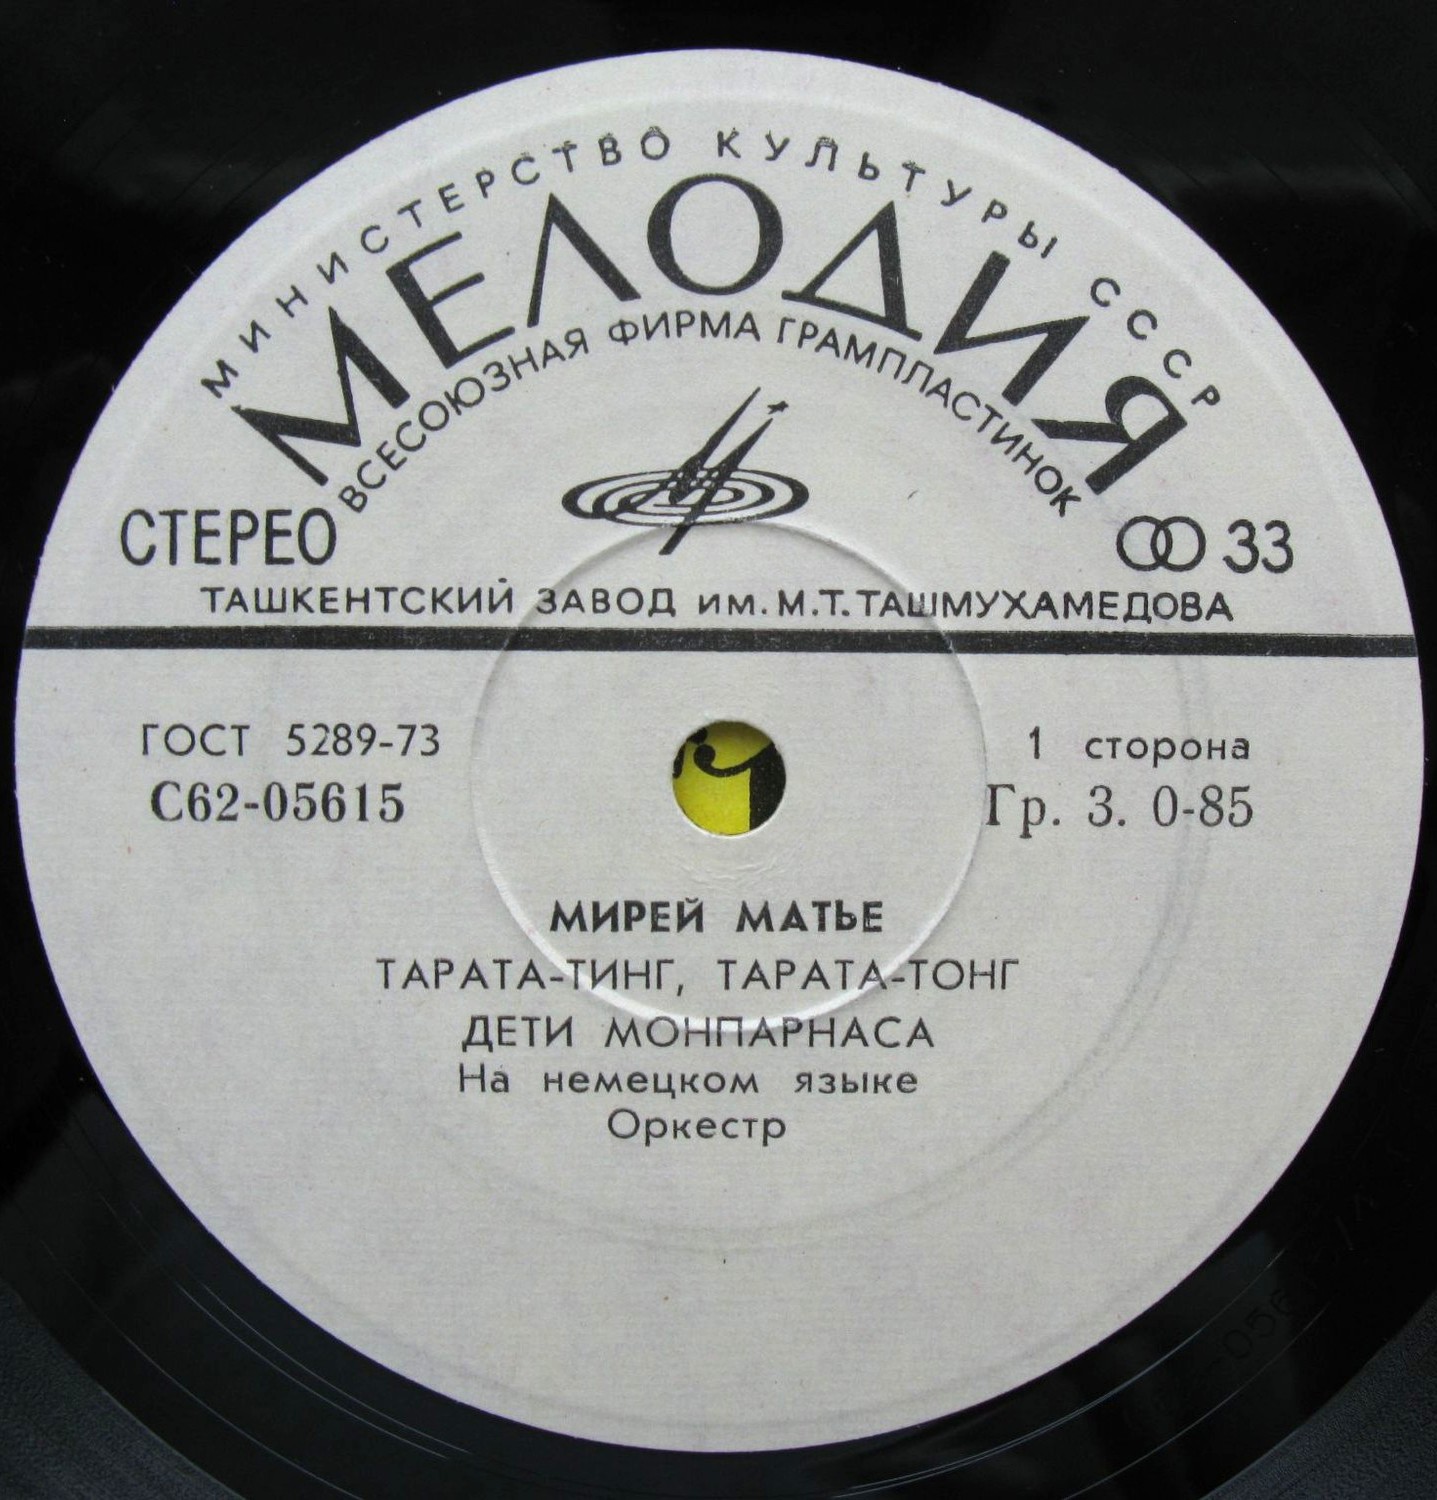 МИНИСТЕРСТВО КУЛЬТУРЫ СССР
МЕЛОДИЯ
ВСЕСОЮЗНАЯ ФИРМА ГРАМПЛАСТИНОК
СТЕРЕО
33
ТАШКЕНТСКИЙ ЗАВОД им. М.Т. ТАШМУХАМЕДОВА
ГОСТ 5289-73
1 сторона
С62-05615
Гр. 3. 0-85
МИРЕЙ МАТЬЕ
ТАРАТА-ТИНГ, ТАРАТА-ТОНГ
ДЕТИ МОНПАРНАСА
На немецком языке
Оркестр